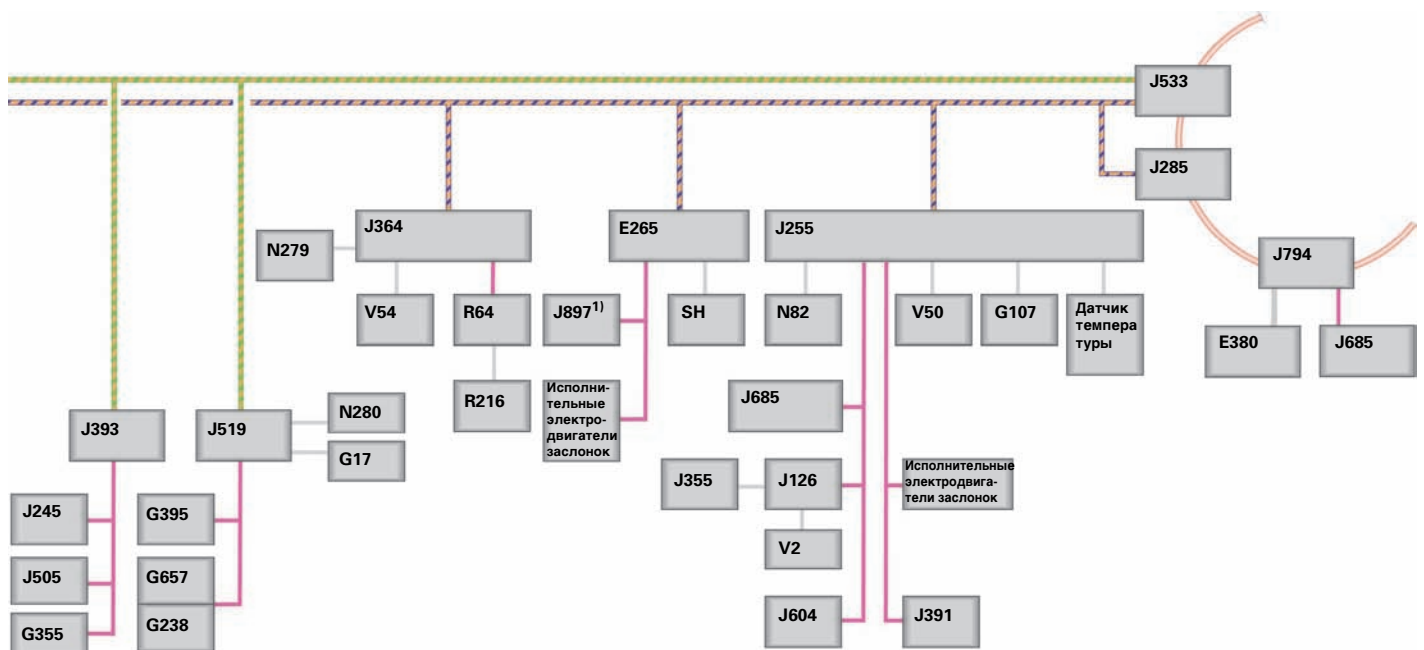 J533
J285
J364
E265
J255
N279
J794
V54
R64
J897¹⁾
SH
N82
V50
G107
Датчик
темпера
туры
E380
J685
R216
Исполни-
тельные
электро-
двигатели
заслонок
J685
N280
J393
J519
G17
J355
J126
Исполнительные
электродвига-
тели заслонок
J245
G395
V2
J505
G657
G355
G238
J604
J391